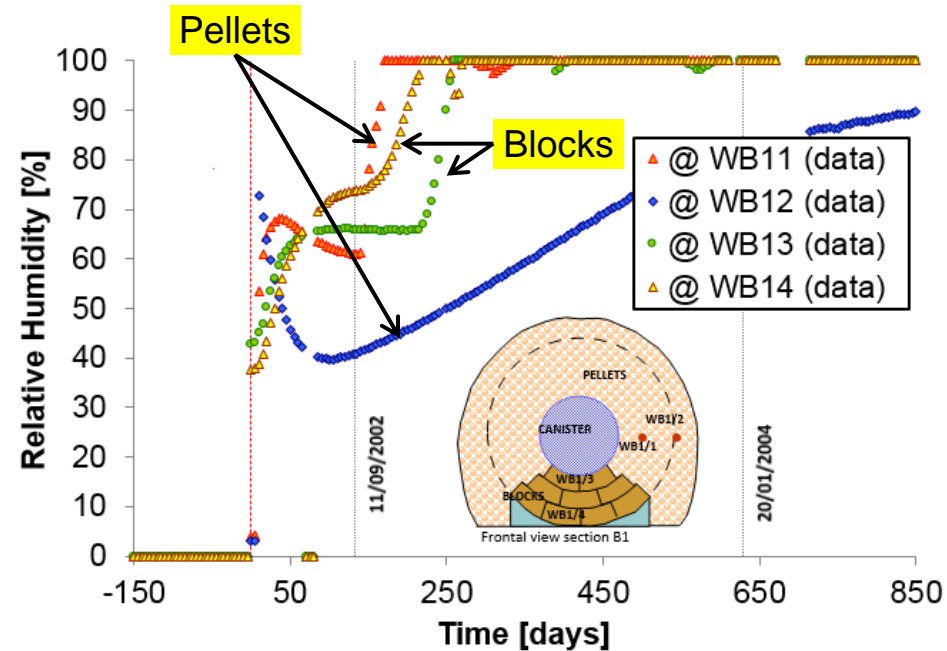 Pellets
Blocks
Relative Humidity [%]
100
90
80
70
60
50
40
30
20
10
0
@ WB11 (data)
@ WB12 (data)
@ WB13 (data)
@ WB14 (data)
11/09/2002
20/01/2004
PELLETS
CANISTER
WB1/2
WB1/1
WB1/3
BLOCKS
WB1/4
Frontal view section B1
-150
50
250
450
650
850
Time [days]